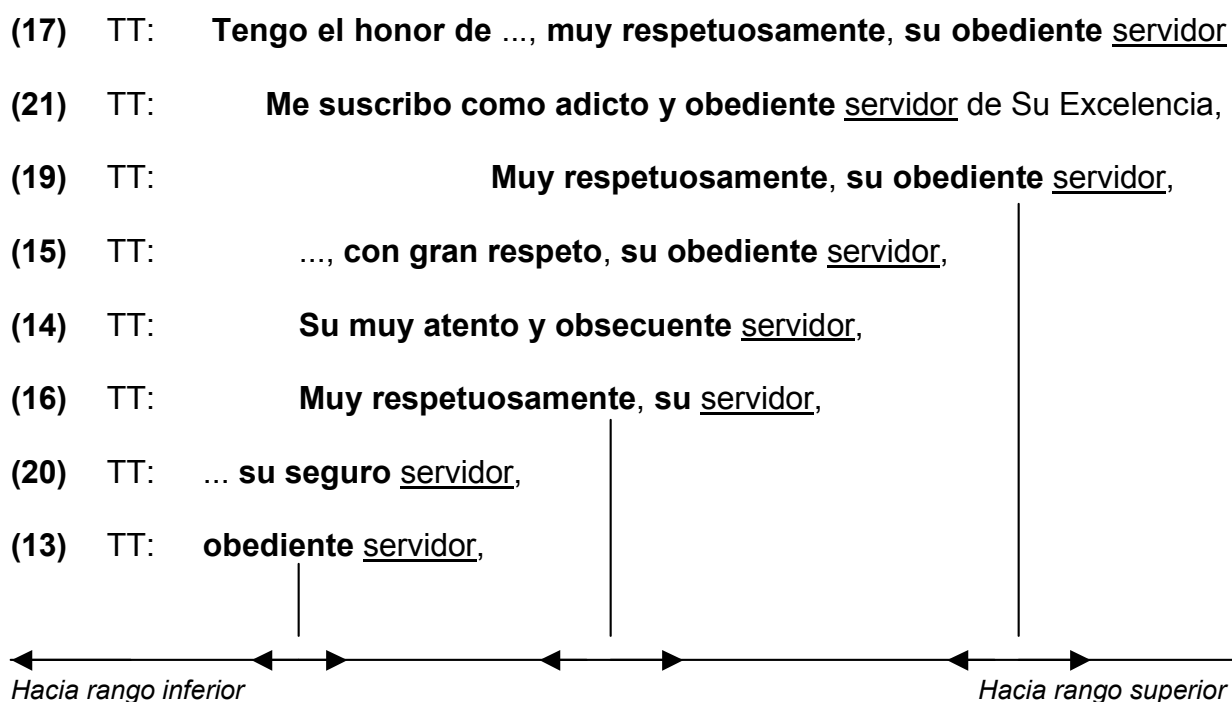 (17) TT: Tengo el honor de ..., muy respetuosamente, su obediente servidor
(21) TT: Me suscribo como adicto y obediente servidor de Su Excelencia,
(19) TT: Muy respetuosamente, su obediente servidor,
(15) TT: ..., con gran respeto, su obediente servidor,
(14) TT: Su muy atento y obsecuente servidor,
(16) TT: Muy respetuosamente, su servidor,
(20) TT: ... su seguro servidor,
(13) TT: obediente servidor,
Hacia rango inferior Hacia rango superior